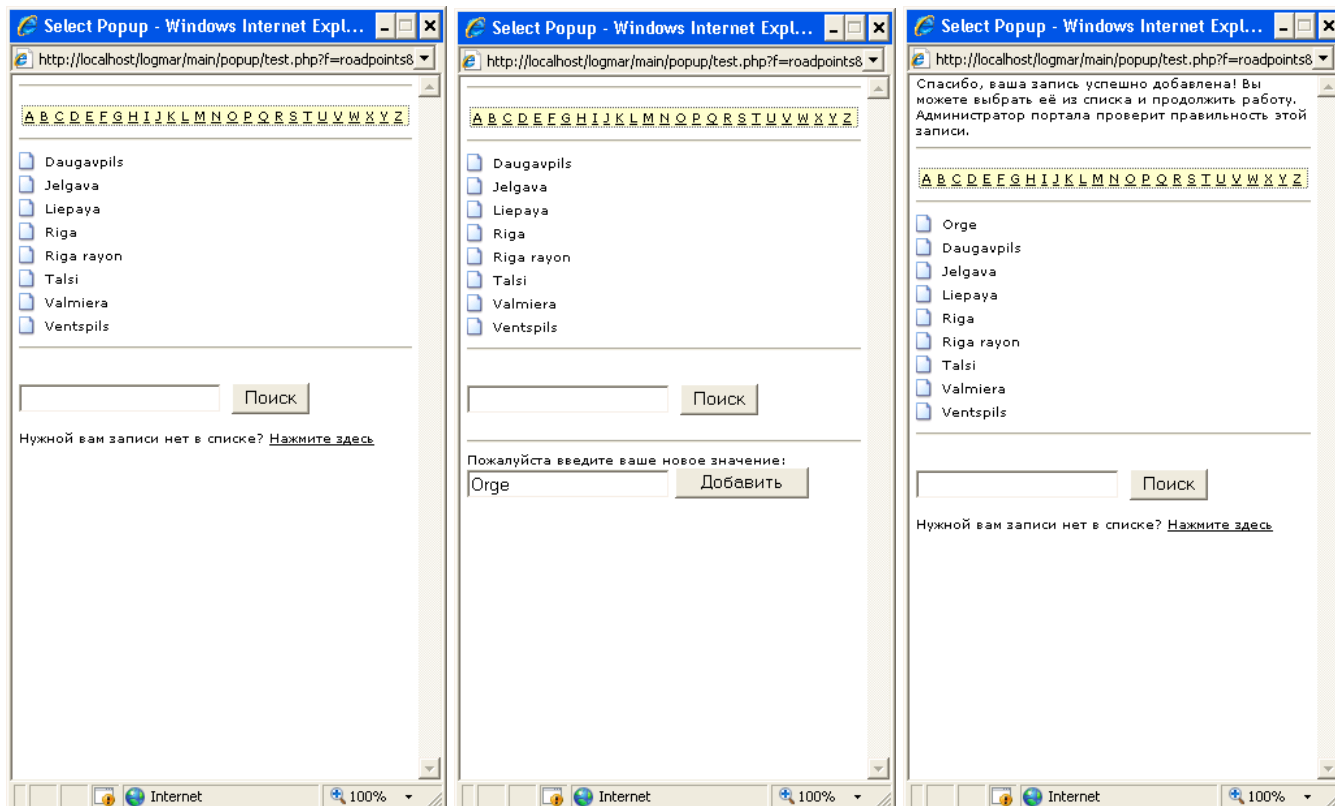 Select Popup - Windows Internet Expl...
http://localhost/logmar/main/popup/test.php?f=roadpoints&
A B C D E F G H I J K L M N O P Q R S T U V W X Y Z
Daugavpils
Jelgava
Liepaya
Riga
Riga rayon
Talsi
Valmiera
Ventspils
Поиск
Нужной вам записи нет в списке? Нажмите здесь
Internet
100%
Select Popup - Windows Internet Expl...
http://localhost/logmar/main/popup/test.php?f=roadpoints&
A B C D E F G H I J K L M N O P Q R S T U V W X Y Z
Daugavpils
Jelgava
Liepaya
Riga
Riga rayon
Talsi
Valmiera
Ventspils
Поиск
Пожалуйста введите ваше новое значение:
Orge
Добавить
Internet
100%
Select Popup - Windows Internet Expl...
http://localhost/logmar/main/popup/test.php?f=roadpoints&
Спасибо, ваша запись успешно добавлена! Вы
можете выбрать её из списка и продолжить работу.
Администратор портала проверит правильность этой
записи.
A B C D E F G H I J K L M N O P Q R S T U V W X Y Z
Orge
Daugavpils
Jelgava
Liepaya
Riga
Riga rayon
Talsi
Valmiera
Ventspils
Поиск
Нужной вам записи нет в списке? Нажмите здесь
Internet
100%